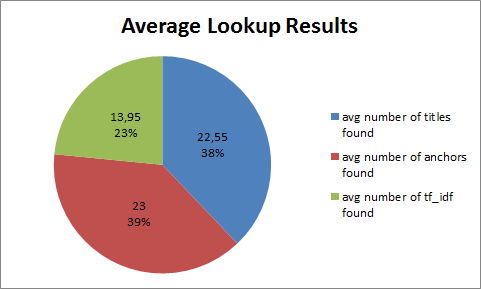 Average Lookup Results
13,95
23%
22,55
38%
23
39%
avg number of titles
found
avg number of anchors
found
avg number of tf_idf
found